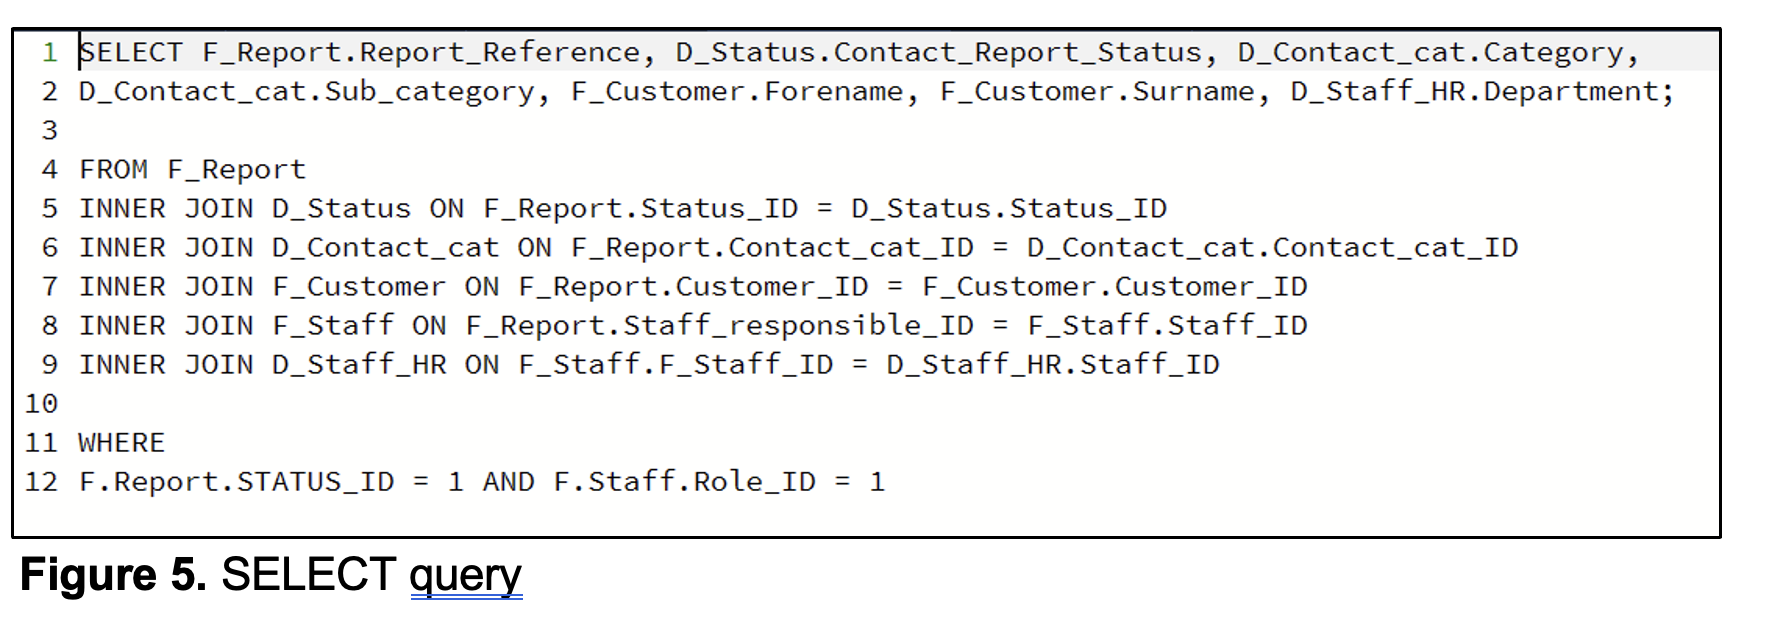 1 SELECT F_Report.Report_Reference, D_Status.Contact_Report_Status, D_Contact_cat.Category,
2 D_Contact_cat.Sub_category, F_Customer.Forename, F_Customer.Surname, D_Staff_HR.Department;
3
4 FROM F_Report
5 INNER JOIN D_Status ON F_Report.Status_ID = D_Status.Status_ID
6 INNER JOIN D_Contact_cat ON F_Report.Contact_cat_ID = D_Contact_cat.Contact_cat_ID
7 INNER JOIN F_Customer ON F_Report.Customer_ID = F_Customer.Customer_ID
8 INNER JOIN F_Staff ON F_Report.Staff_responsible_ID = F_Staff.Staff_ID
9 INNER JOIN D_Staff_HR ON F_Staff.F_Staff_ID = D_Staff_HR.Staff_ID
10
11 WHERE
12 F.Report.STATUS_ID = 1 AND F.Staff.Role_ID = 1
Figure 5. SELECT query